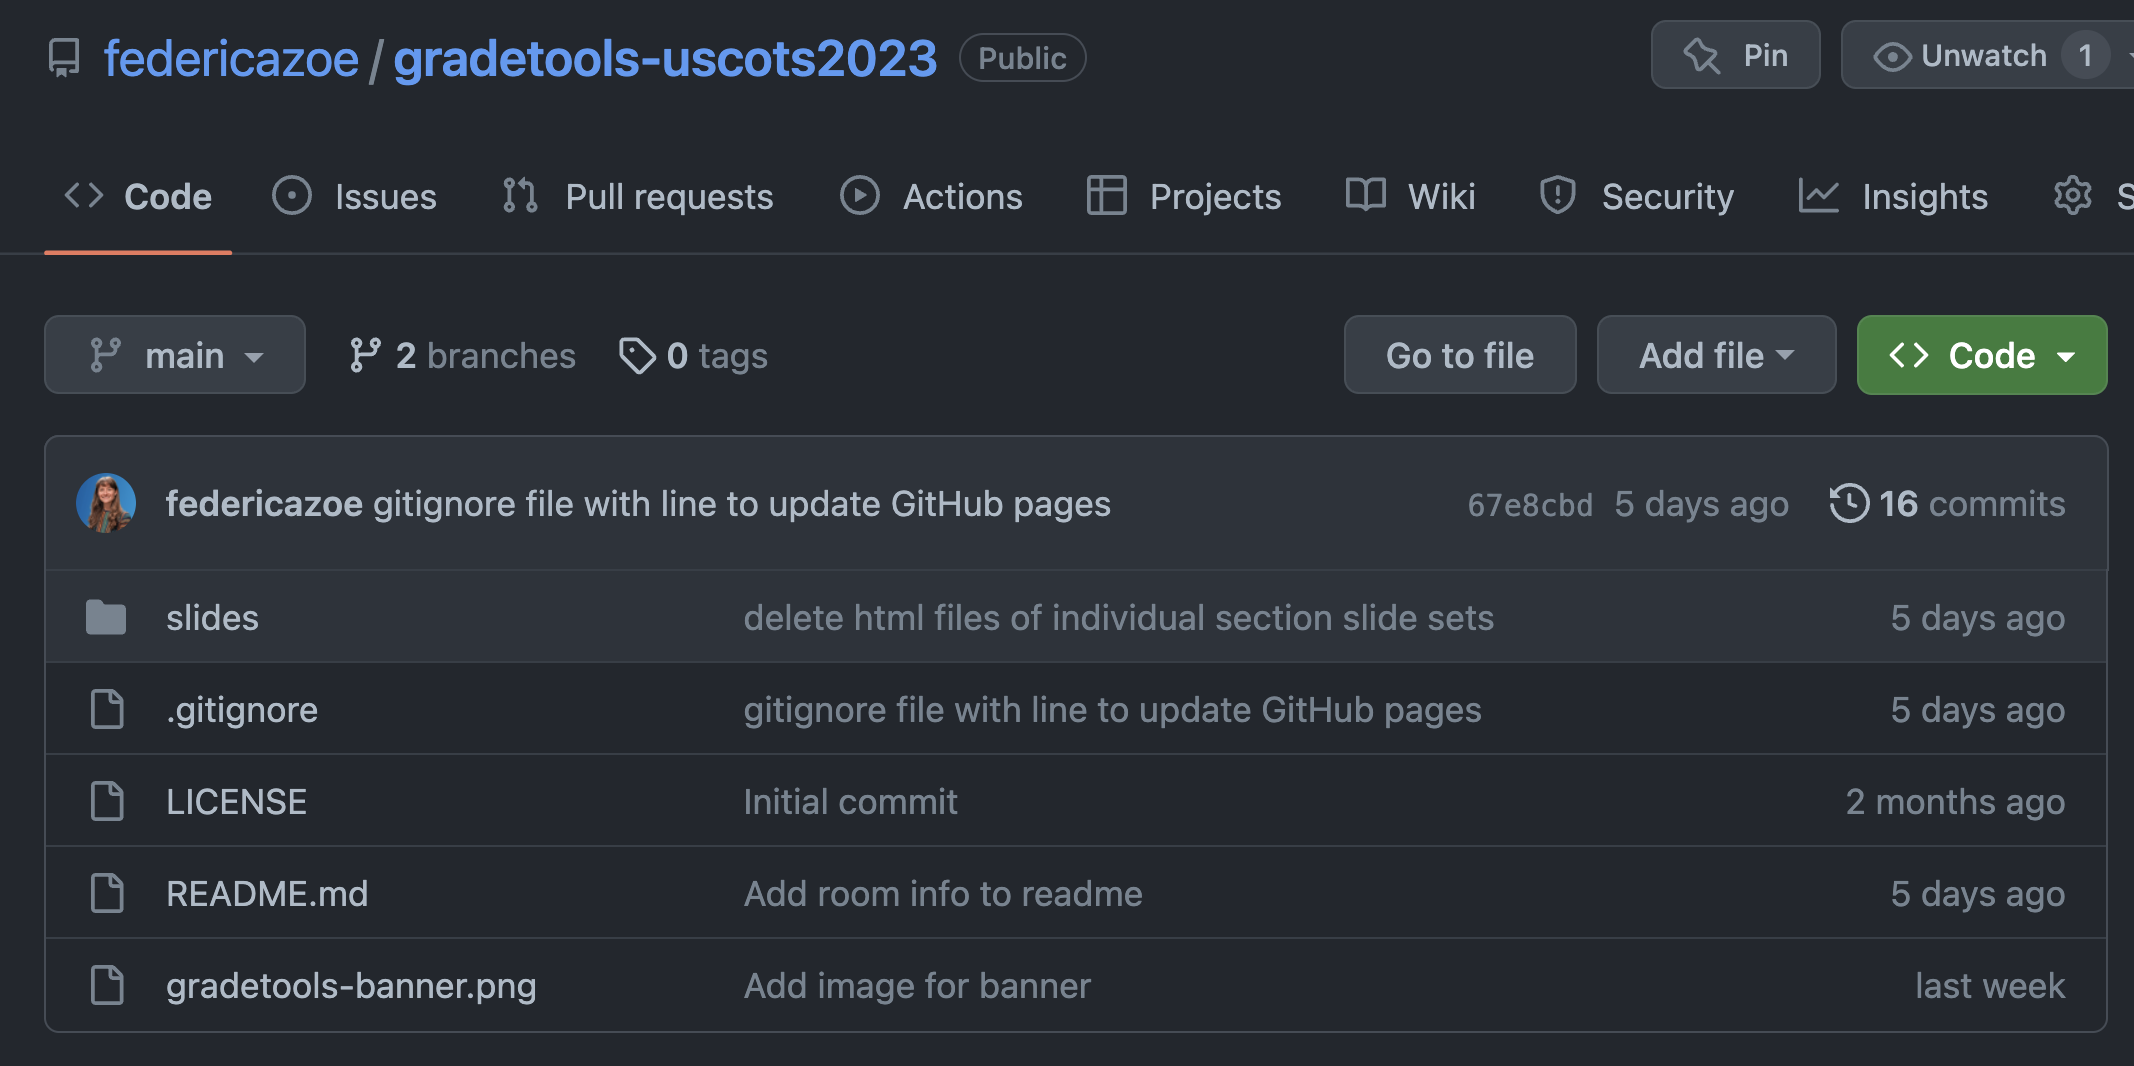 federicazoe / gradetools-uscots2023 Public Pin Unwatch 1
Code Issues Pull requests Actions Projects Wiki Security Insights S
main 2 branches 0 tags Go to file Add file Code
federicazoe gitignore file with line to update GitHub pages 67e8cbd 5 days ago 16 commits
slides delete html files of individual section slide sets 5 days ago
.gitignore gitignore file with line to update GitHub pages 5 days ago
LICENSE Initial commit 2 months ago
README.md Add room info to readme 5 days ago
gradetools-banner.png Add image for banner last week